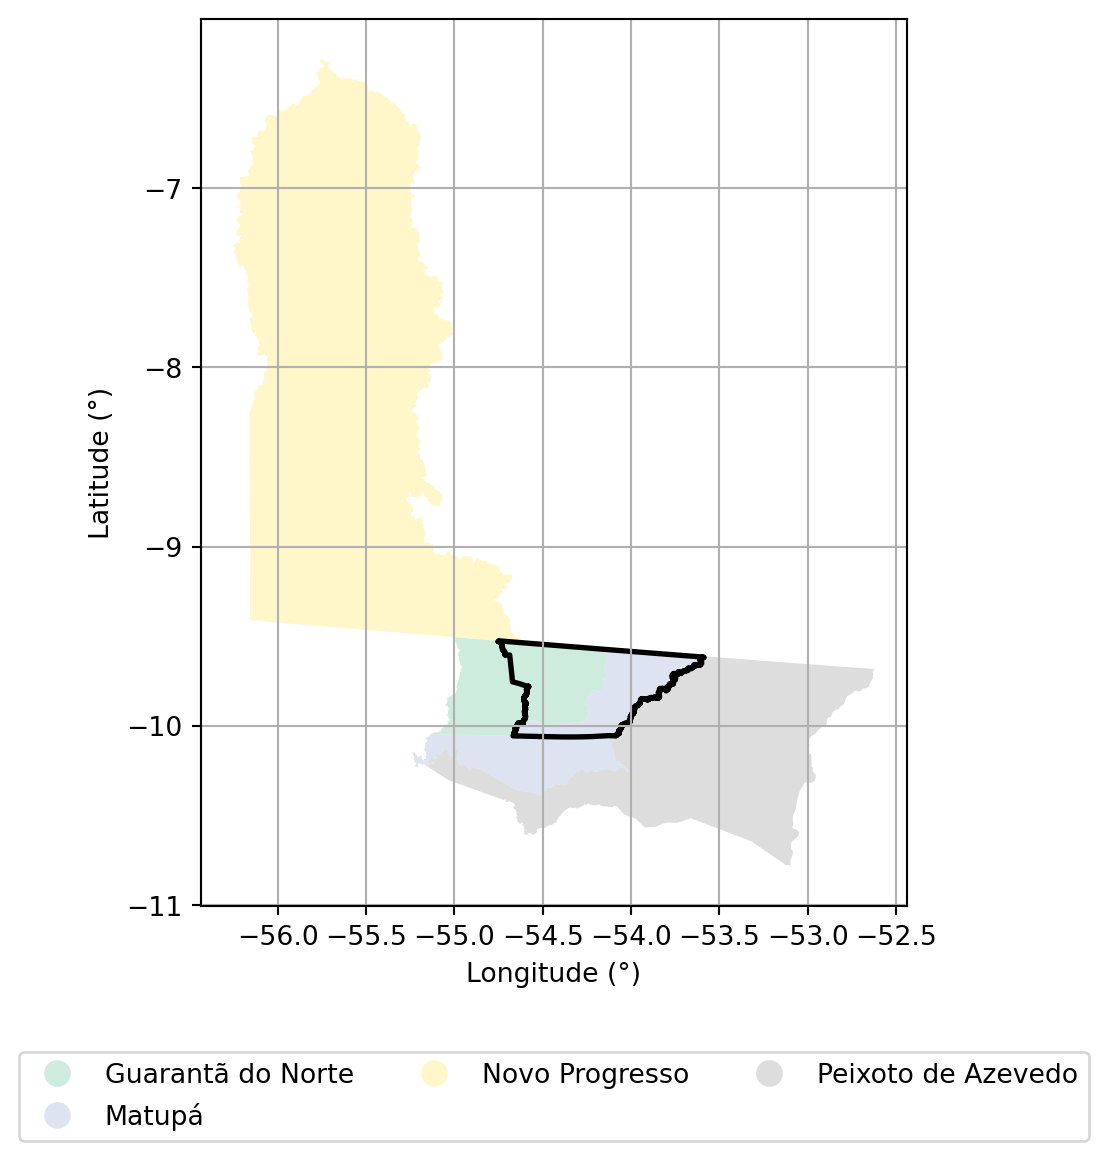 −7
−8
−9
−10
−11
Latitude (°)
−56.0 −55.5 −55.0 −54.5 −54.0 −53.5 −53.0 −52.5
Longitude (°)
Guarantã do Norte Novo Progresso Peixoto de Azevedo
Matupá